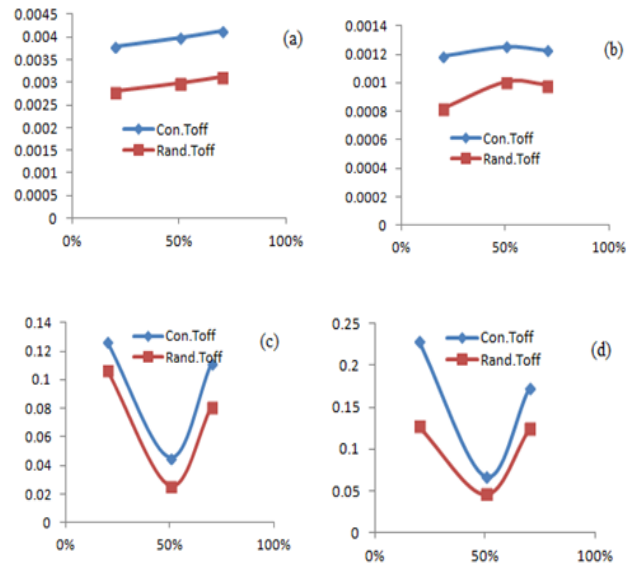 0.0045
(a)
0.004
0.0035
0.003
0.0025
0.002
Con.Toff
0.0015
Rand.Toff
0.001
0.0005
0
0% 50% 100%
0.0014
(b)
0.0012
0.001
0.0008
0.0006
Con.Toff
0.0004
Rand.Toff
0.0002
0
0% 50% 100%
0.14
Con.Toff
(c)
0.12
Rand.Toff
0.1
0.08
0.06
0.04
0.02
0
0% 50% 100%
0.25
Con.Toff
(d)
0.2
Rand.Toff
0.15
0.1
0.05
0
0% 50% 100%